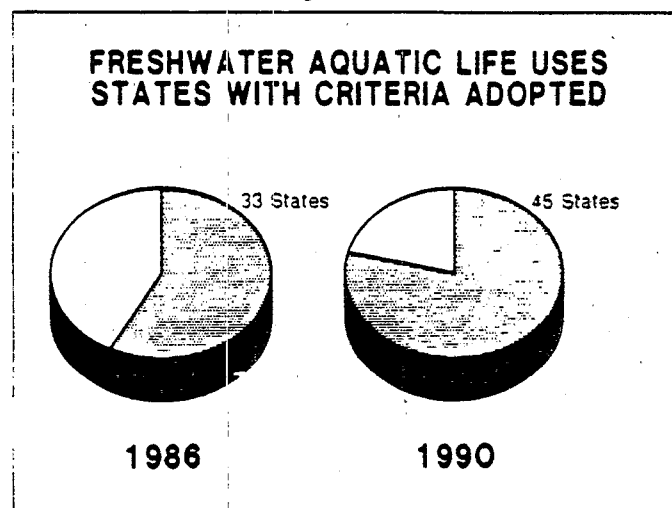 FRESHWATER AQUATIC LIFE USES
STATES WITH CRITERIA ADOPTED
33 States
45 States
1986
1990